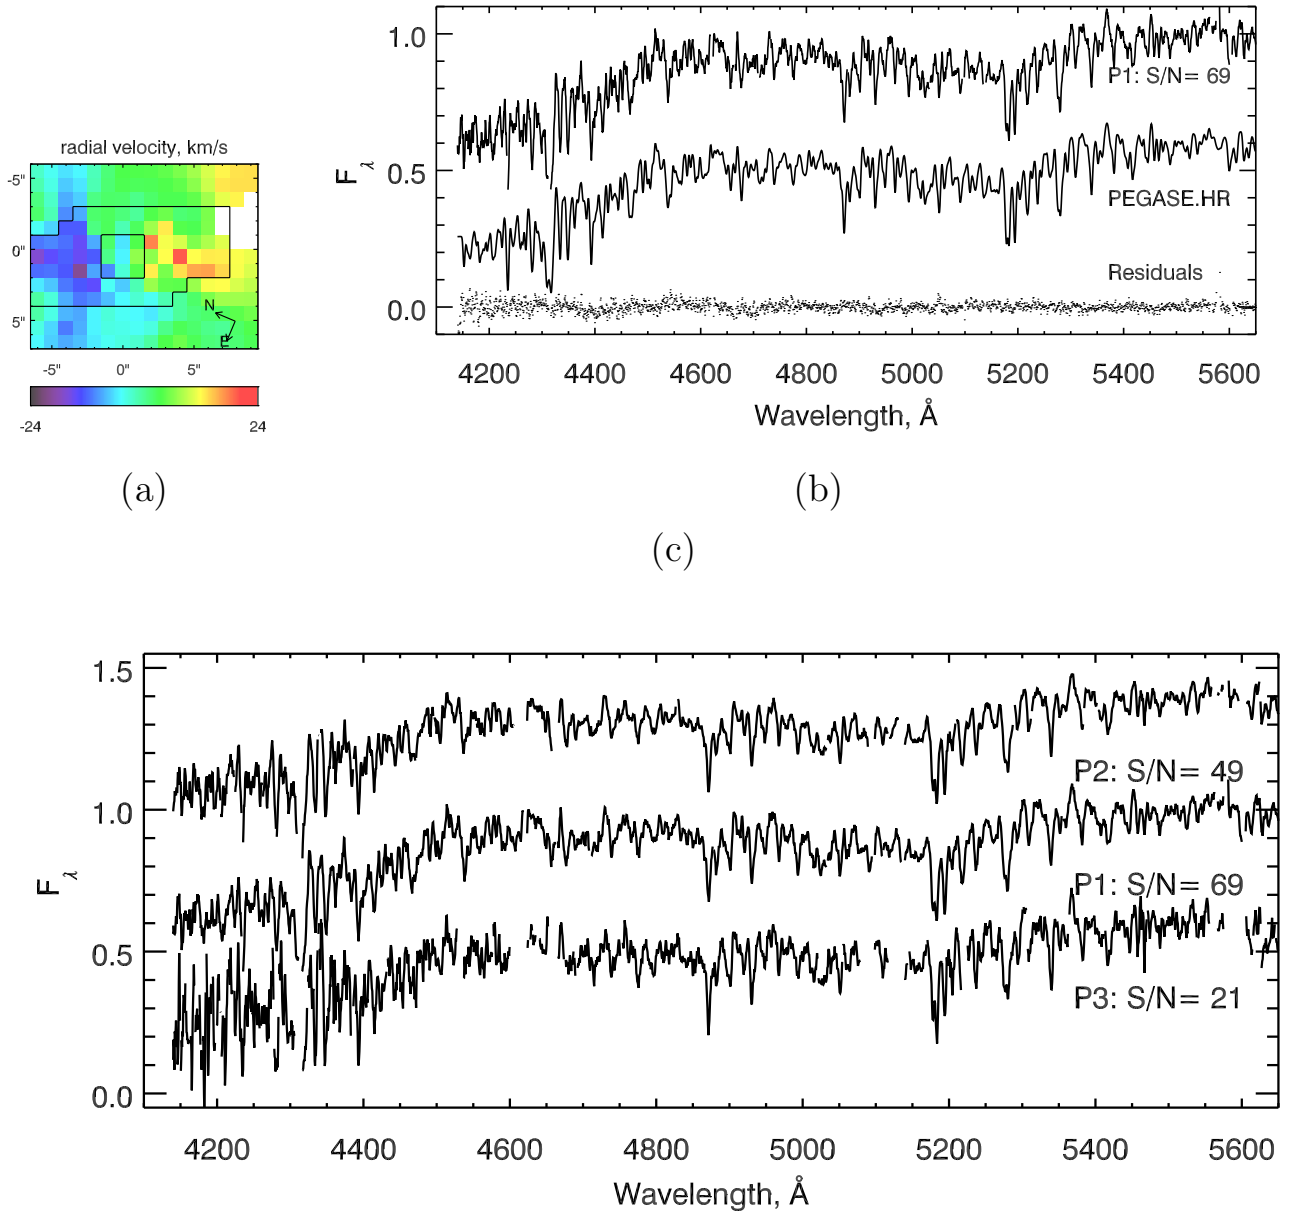 radial velocity, km/s
-5"
0"
5"
N
E
-5" 0" 5"
-24 24
(a)
1.0
0.5
0.0
F λ
P1: S/N= 69
PEGASE.HR
Residuals
4200 4400 4600 4800 5000 5200 5400 5600
Wavelength, Å
(b)
(c)
1.5
1.0
0.5
0.0
F λ
P2: S/N= 49
P1: S/N= 69
P3: S/N= 21
4200 4400 4600 4800 5000 5200 5400 5600
Wavelength, Å